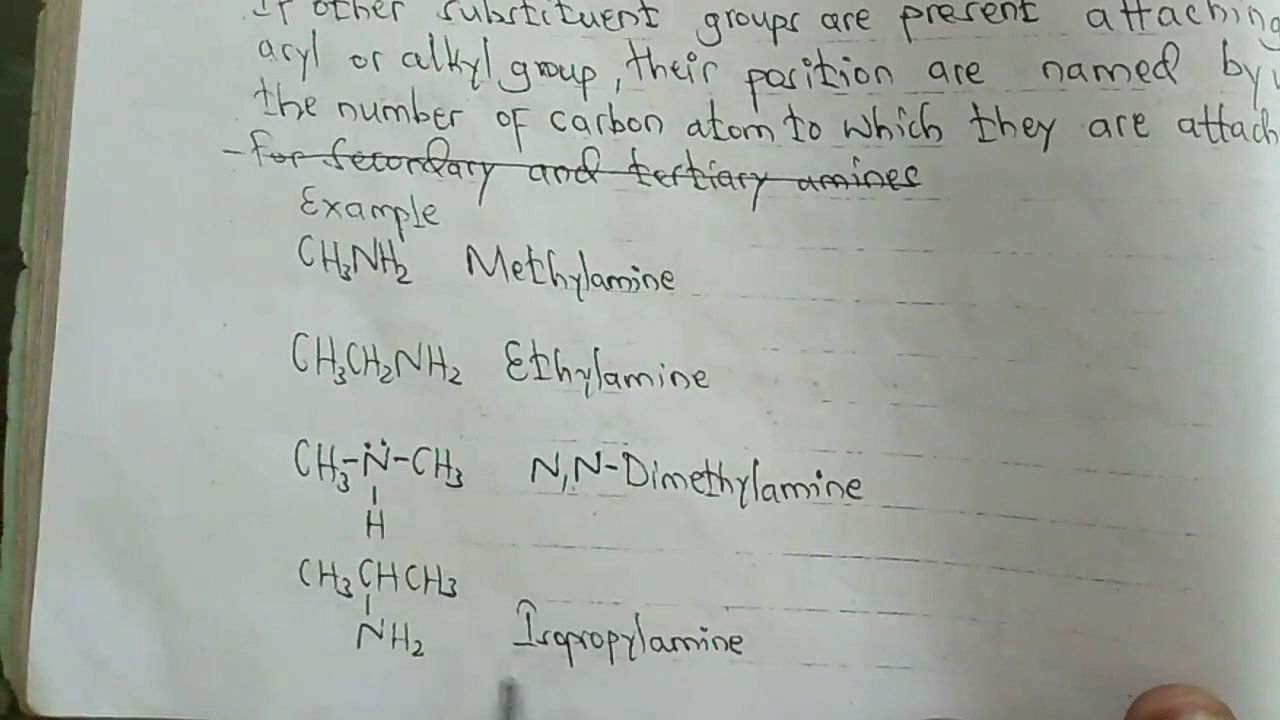 If other substituent groups are present attaching
aryl or alkyl group, their position are named by
the number of carbon atom to which they are attach
- For secondary and tertiary amines
Example
CH₃NH₂ Methylamine
CH₃CH₂NH₂ Ethylamine
CH₃-N̈-CH₃ N,N-Dimethylamine
H
CH₃CHCH₃
NH₂ Isopropylamine